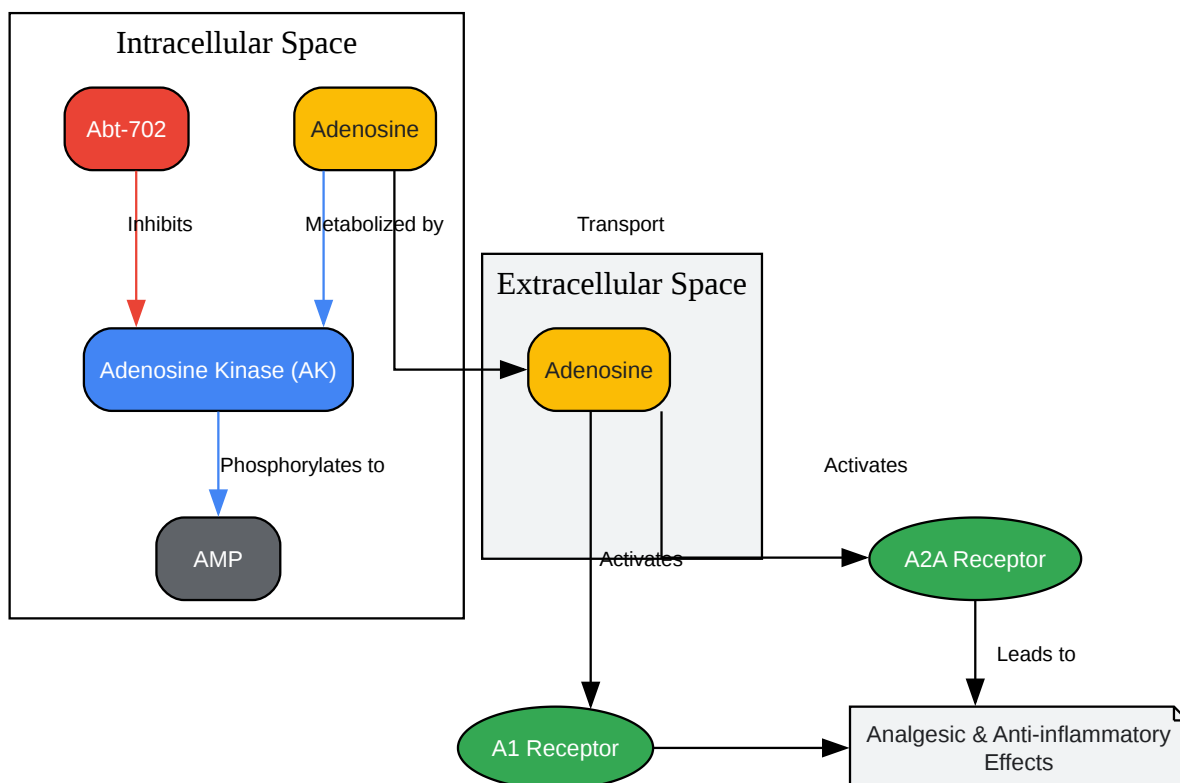 Intracellular Space
Abt-702
Adenosine
Inhibits
Metabolized by
Transport
Extracellular Space
Adenosine Kinase (AK)
Adenosine
Phosphorylates to
Activates
AMP
Activates
A2A Receptor
Leads to
A1 Receptor
Analgesic & Anti-inflammatory
Effects